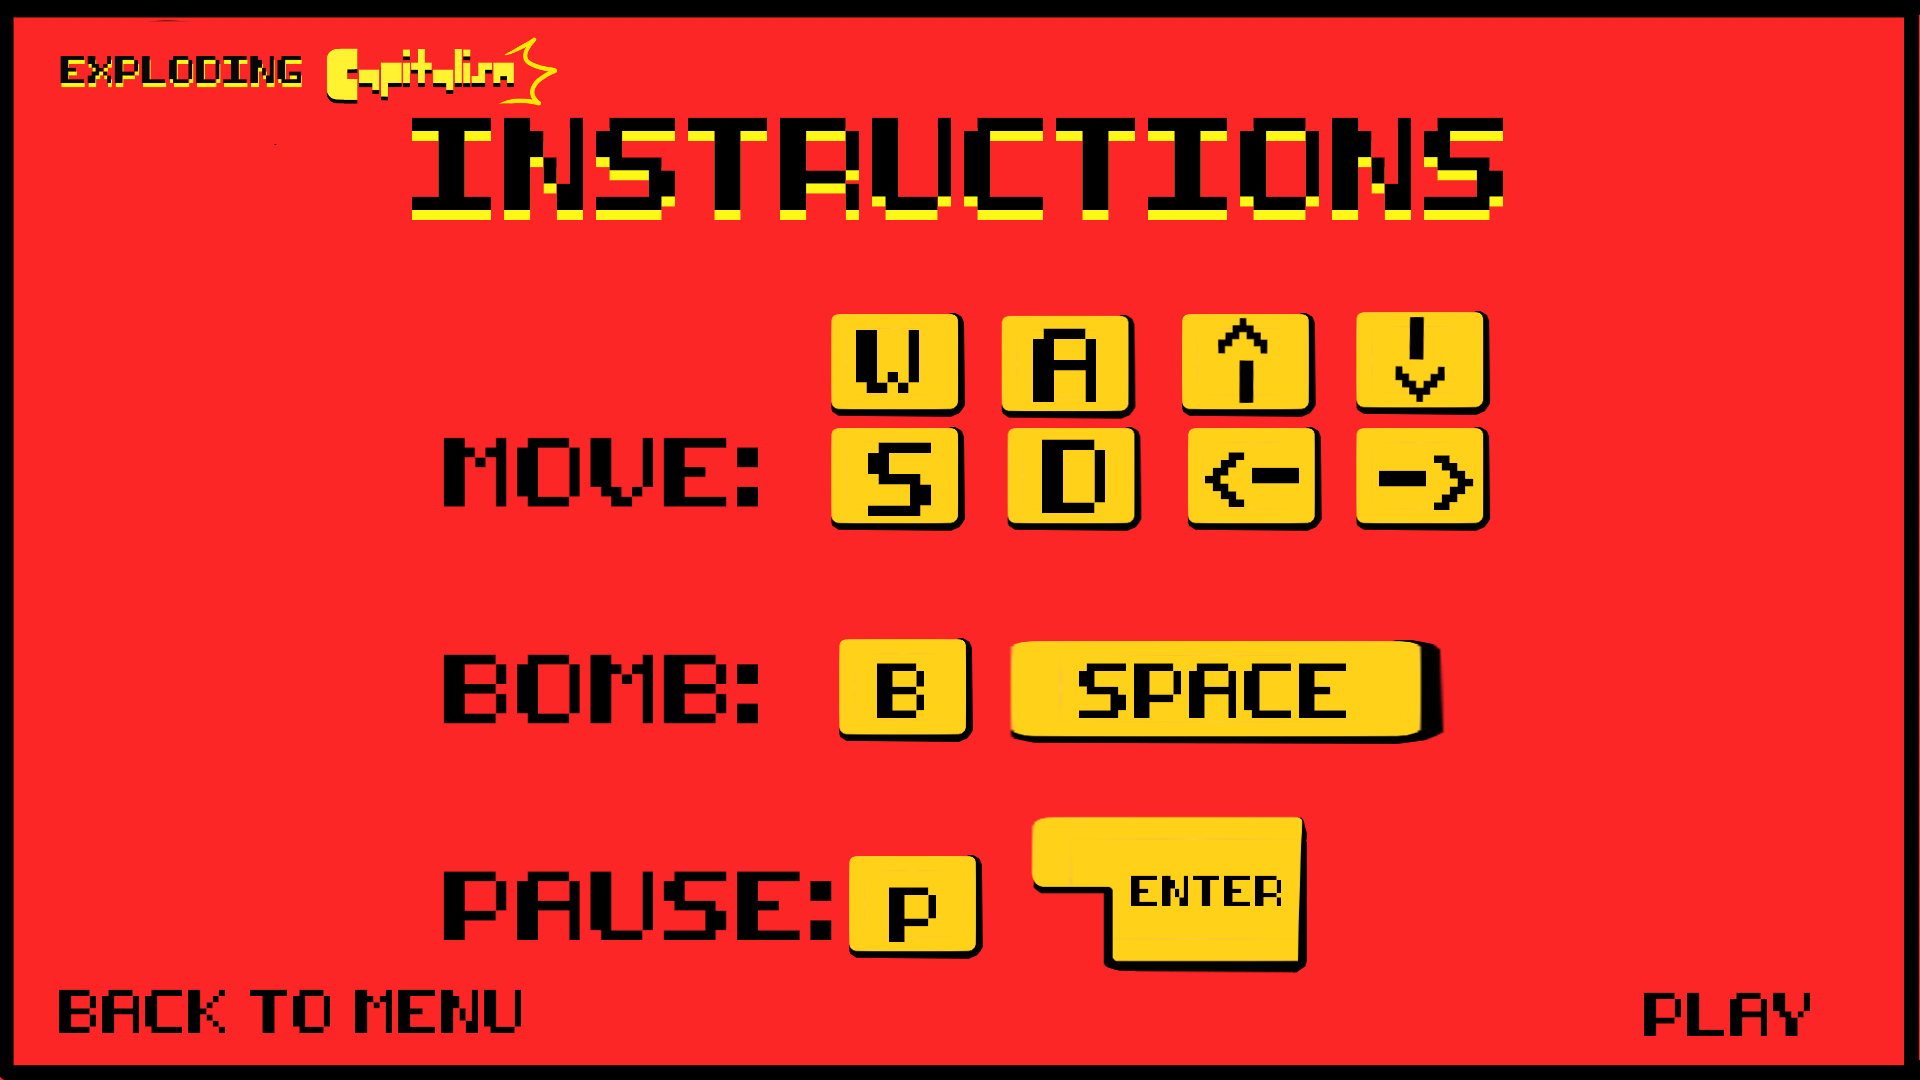 EXPLODING Capitalism
INSTRUCTIONS
W A ↑ ↓
MOVE: S D <- ->
BOMB: B SPACE
PAUSE: P ENTER
BACK TO MENU
PLAY